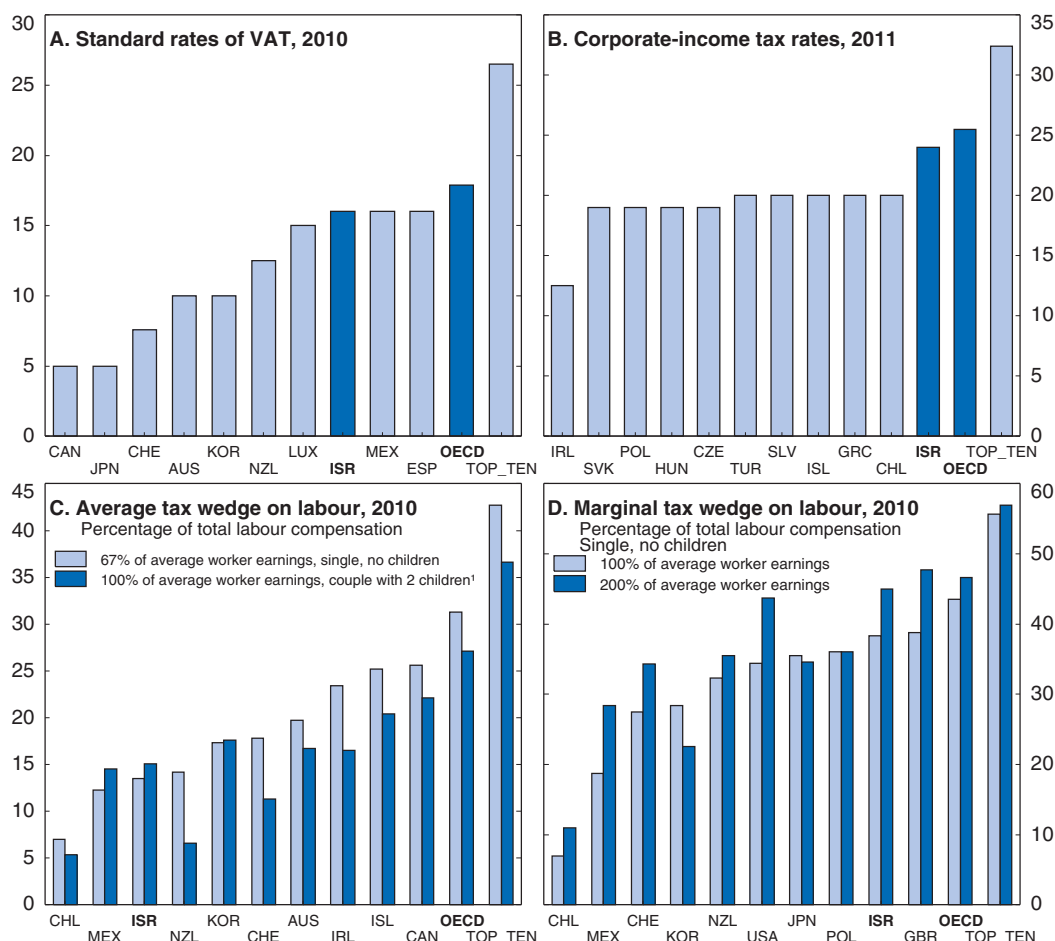 A. Standard rates of VAT, 2010
30
25
20
15
10
5
0
CAN JPN CHE AUS KOR NZL LUX ISR MEX ESP OECD TOP_TEN
B. Corporate-income tax rates, 2011
35
30
25
20
15
10
5
0
IRL SVK POL HUN CZE TUR SLV ISL GRC CHL ISR OECD TOP_TEN
C. Average tax wedge on labour, 2010
Percentage of total labour compensation
67% of average worker earnings, single, no children
100% of average worker earnings, couple with 2 children¹
45
40
35
30
25
20
15
10
5
0
CHL MEX ISR NZL KOR CHE AUS IRL ISL CAN OECD TOP_TEN
D. Marginal tax wedge on labour, 2010
Percentage of total labour compensation
Single, no children
100% of average worker earnings
200% of average worker earnings
60
50
40
30
20
10
0
CHL MEX CHE KOR NZL USA JPN POL ISR GBR OECD TOP_TEN